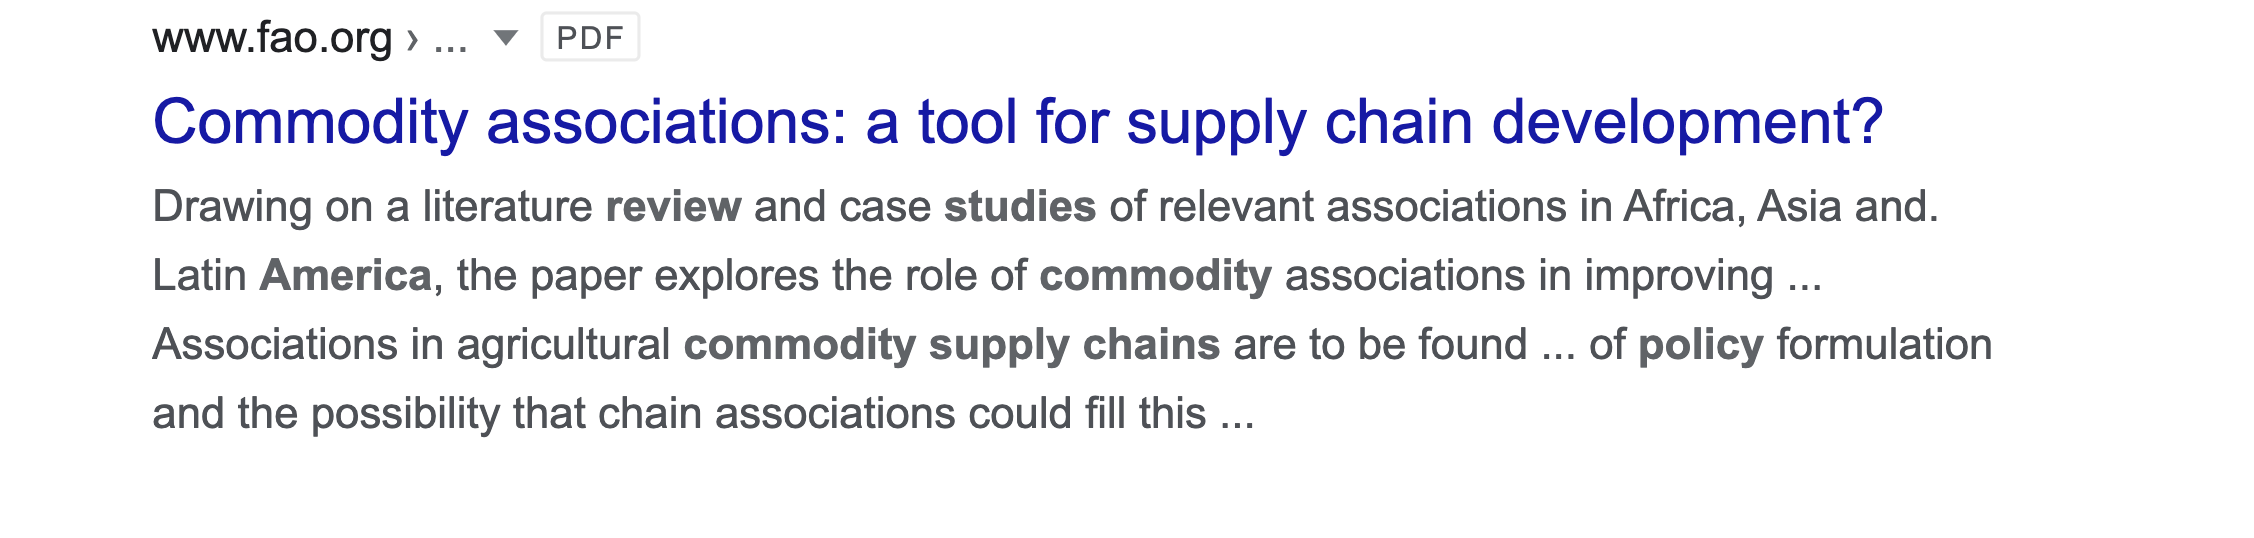 www.fao.org › ... ▼ PDF
Commodity associations: a tool for supply chain development?
Drawing on a literature review and case studies of relevant associations in Africa, Asia and.
Latin America, the paper explores the role of commodity associations in improving ...
Associations in agricultural commodity supply chains are to be found ... of policy formulation
and the possibility that chain associations could fill this ...